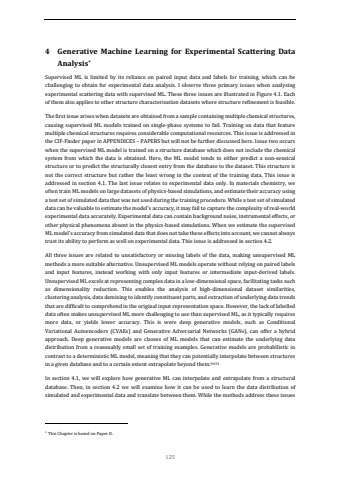 4 Generative Machine Learning for Experimental Scattering Data
Analysis*
Supervised ML is limited by its reliance on paired input data and labels for training, which can be
challenging to obtain for experimental data analysis. I observe three primary issues when analysing
experimental scattering data with supervised ML. These three issues are illustrated in Figure 4.1. Each
of them also applies to other structure characterisation datasets where structure refinement is feasible.
The first issue arises when datasets are obtained from a sample containing multiple chemical structures,
causing supervised ML models trained on single-phase systems to fail. Training on data that feature
multiple chemical structures requires considerable computational resources. This issue is addressed in
the CIF-Finder paper in APPENDICES – PAPERS but will not be further discussed here. Issue two occurs
when the supervised ML model is trained on a structure database which does not include the chemical
system from which the data is obtained. Here, the ML model tends to either predict a non-sensical
structure or to predict the structurally closest entry from the database to the dataset. This structure is
not the correct structure but rather the least wrong in the context of the training data. This issue is
addressed in section 4.1. The last issue relates to experimental data only. In materials chemistry, we
often train ML models on large datasets of physics-based simulations, and estimate their accuracy using
a test set of simulated data that was not used during the training procedure. While a test set of simulated
data can be valuable to estimate the model's accuracy, it may fail to capture the complexity of real-world
experimental data accurately. Experimental data can contain background noise, instrumental effects, or
other physical phenomena absent in the physics-based simulations. When we estimate the supervised
ML model's accuracy from simulated data that does not take these effects into account, we cannot always
trust its ability to perform as well on experimental data. This issue is addressed in section 4.2.
All three issues are related to unsatisfactory or missing labels of the data, making unsupervised ML
methods a more suitable alternative. Unsupervised ML models operate without relying on paired labels
and input features, instead working with only input features or intermediate input-derived labels.
Unsupervised ML excels at representing complex data in a low-dimensional space, facilitating tasks such
as dimensionality reduction. This enables the analysis of high-dimensional dataset similarities,
clustering analysis, data demixing to identify constituent parts, and extraction of underlying data trends
that are difficult to comprehend in the original input representation space. However, the lack of labelled
data often makes unsupervised ML more challenging to use than supervised ML, as it typically requires
more data, or yields lower accuracy. This is were deep generative models, such as Conditional
Variational Autoencoders (CVAEs) and Generative Adversarial Networks (GANs), can offer a hybrid
approach. Deep generative models are classes of ML models that can estimate the underlying data
distribution from a reasonably small set of training examples. Generative models are probabilistic in
contrast to a deterministic ML model, meaning that they can potentially interpolate between structures
in a given database and to a certain extent extrapolate beyond them.
In section 4.1, we will explore how generative ML can interpolate and extrapolate from a structural
database. Then, in section 4.2 we will examine how it can be used to learn the data distribution of
simulated and experimental data and translate between them. While the methods address these issues
* This Chapter is based on Paper E.
125